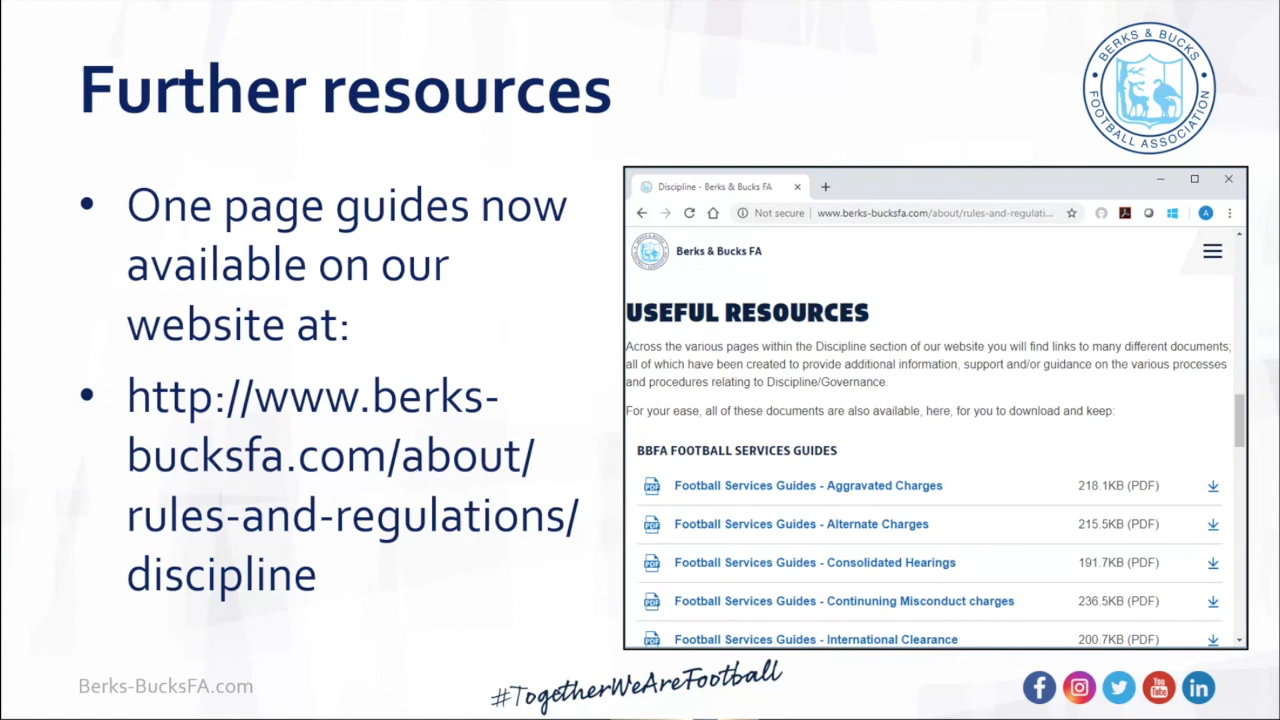 Further resources
BERKS & BUCKS
FOOTBALL ASSOCIATION
• One page guides now
available on our
website at:
• http://www.berks-
bucksfa.com/about/
rules-and-regulations/
discipline
Discipline - Berks & Bucks FA
Not secure | www.berks-bucksfa.com/about/rules-and-regulati...
A
Berks & Bucks FA
USEFUL RESOURCES
Across the various pages within the Discipline section of our website you will find links to many different documents;
all of which have been created to provide additional information, support and/or guidance on the various processes
and procedures relating to Discipline/Governance.
For your ease, all of these documents are also available, here, for you to download and keep:
BBFA FOOTBALL SERVICES GUIDES
PDF Football Services Guides - Aggravated Charges 218.1KB (PDF)
PDF Football Services Guides - Alternate Charges 215.5KB (PDF)
PDF Football Services Guides - Consolidated Hearings 191.7KB (PDF)
PDF Football Services Guides - Continuning Misconduct charges 236.5KB (PDF)
PDF Football Services Guides - International Clearance 200.7KB (PDF)
Berks-BucksFA.com
#TogetherWeAreFootball
You Tube